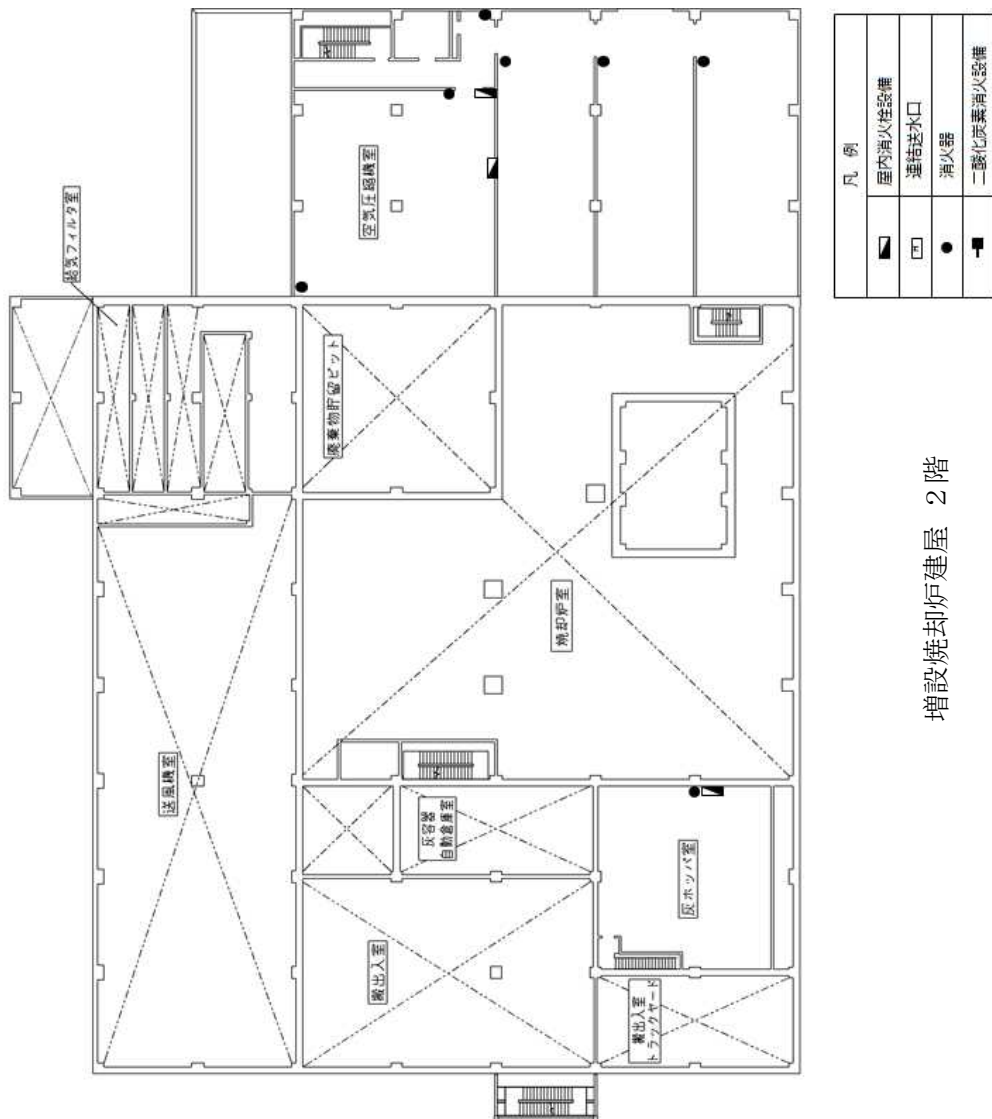 給気フィルタ室
空気圧縮機室
廃棄物貯留ピット
送風機室
焼却炉室
灰容器
自動倉庫室
搬出入室
灰ホッパ室
搬出入室
トラックヤード
凡 例
屋内消火栓設備
連結送水口
消火器
二酸化炭素消火設備
増設焼却炉建屋 2階